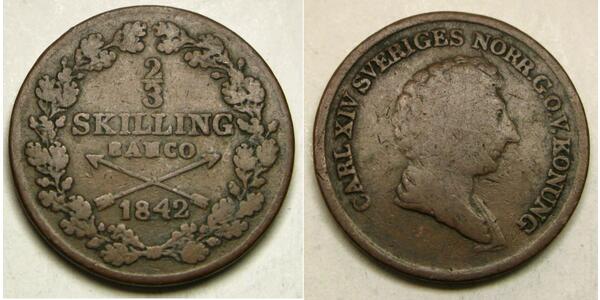 2
3
SKILLING
BANCO
1842
CARL XIV SVERIGES NORR.G.O.V.KONUNG